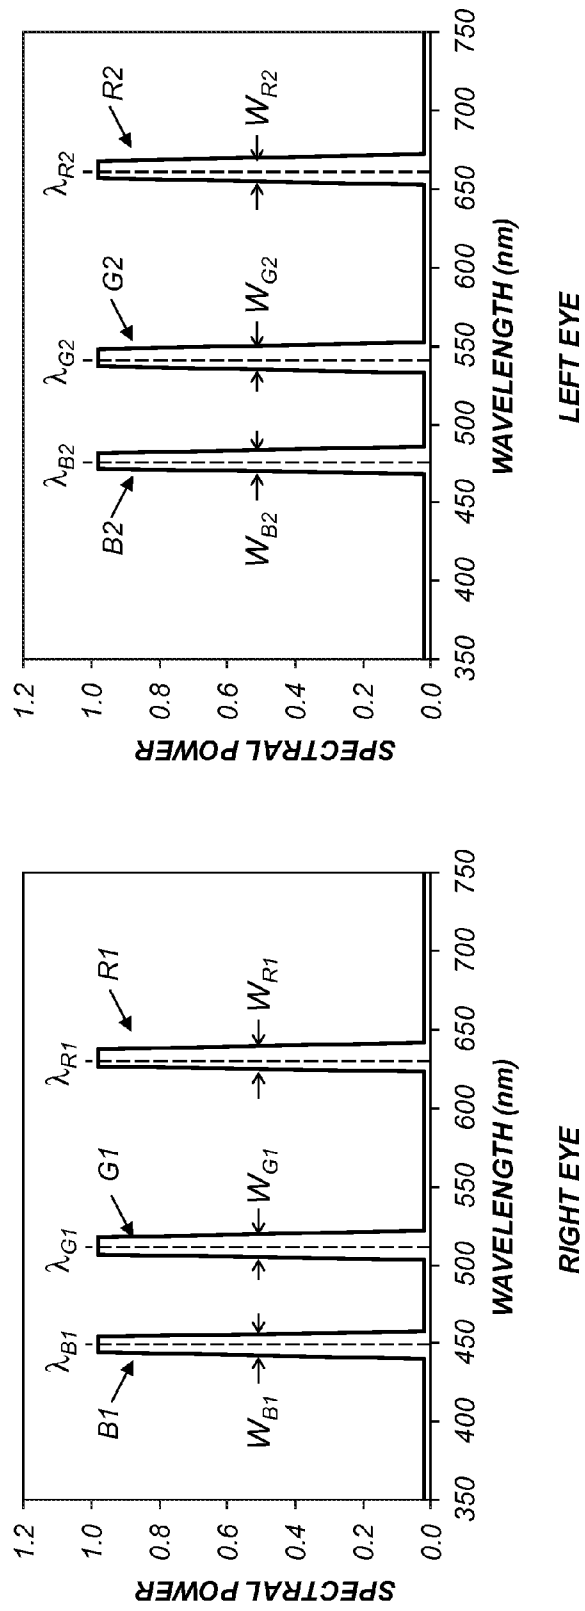 1.2
1.0
0.8
0.6
0.4
0.2
0.0
SPECTRAL POWER
350 400 450 500 550 600 650 700 750
WAVELENGTH (nm)
λB1 λG1 λR1
B1 G1 R1
WB1 WG1 WR1
RIGHT EYE
1.2
1.0
0.8
0.6
0.4
0.2
0.0
SPECTRAL POWER
350 400 450 500 550 600 650 700 750
WAVELENGTH (nm)
λB2 λG2 λR2
B2 G2 R2
WB2 WG2 WR2
LEFT EYE